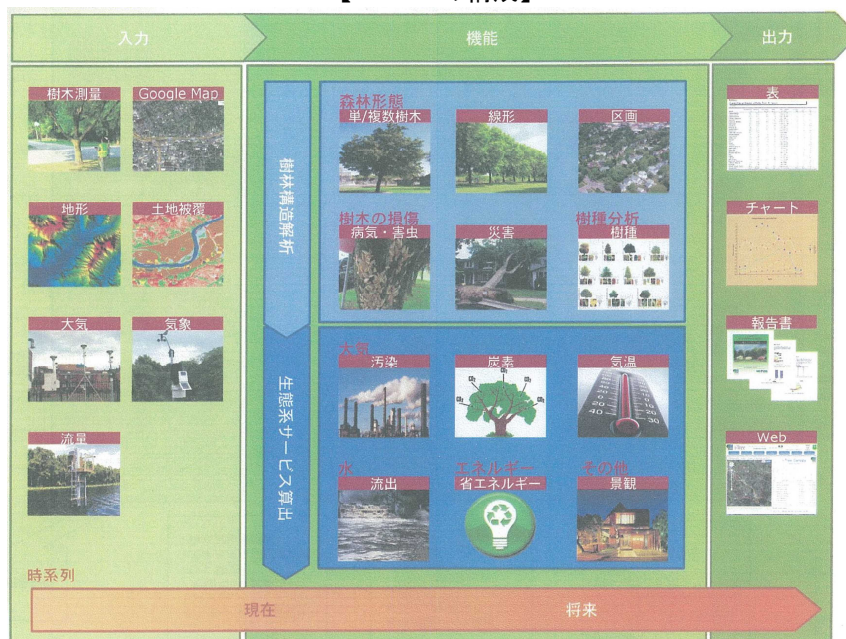 入力
機能
出力
樹木測量
Google Map
地形
土地被覆
大気
気象
流量
樹林構造解析
森林形態
単/複数樹木
線形
区画
樹木の損傷
樹種分析
病気・害虫
災害
樹種
生態系サービス算出
大気
汚染
炭素
気温
水
エネルギー
その他
流出
省エネルギー
景観
表
チャート
報告書
Web
時系列
現在
将来